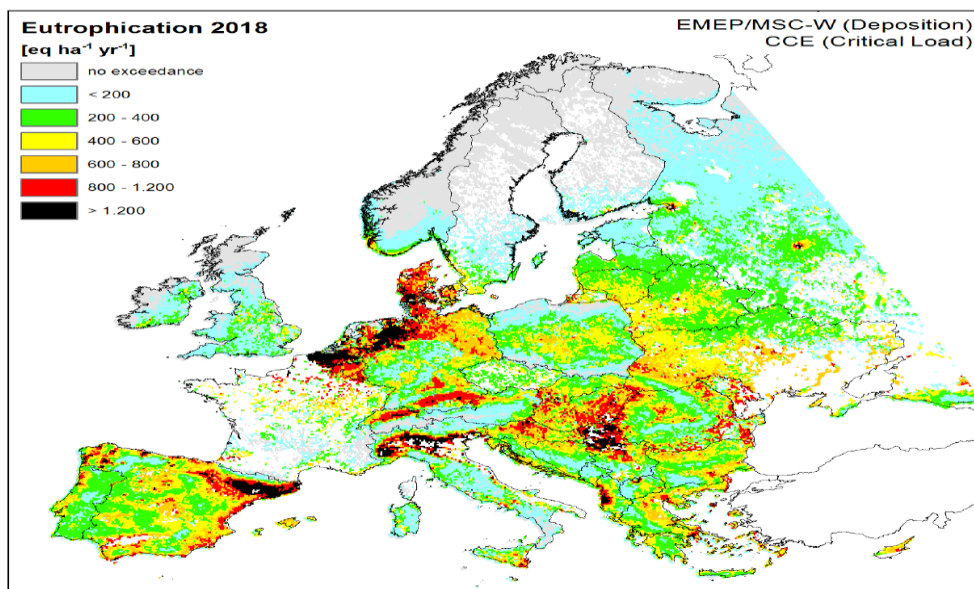 Eutrophication 2018
[eq ha⁻¹ yr⁻¹]
no exceedance
< 200
200 - 400
400 - 600
600 - 800
800 - 1.200
> 1.200
EMEP/MSC-W (Deposition)
CCE (Critical Load)